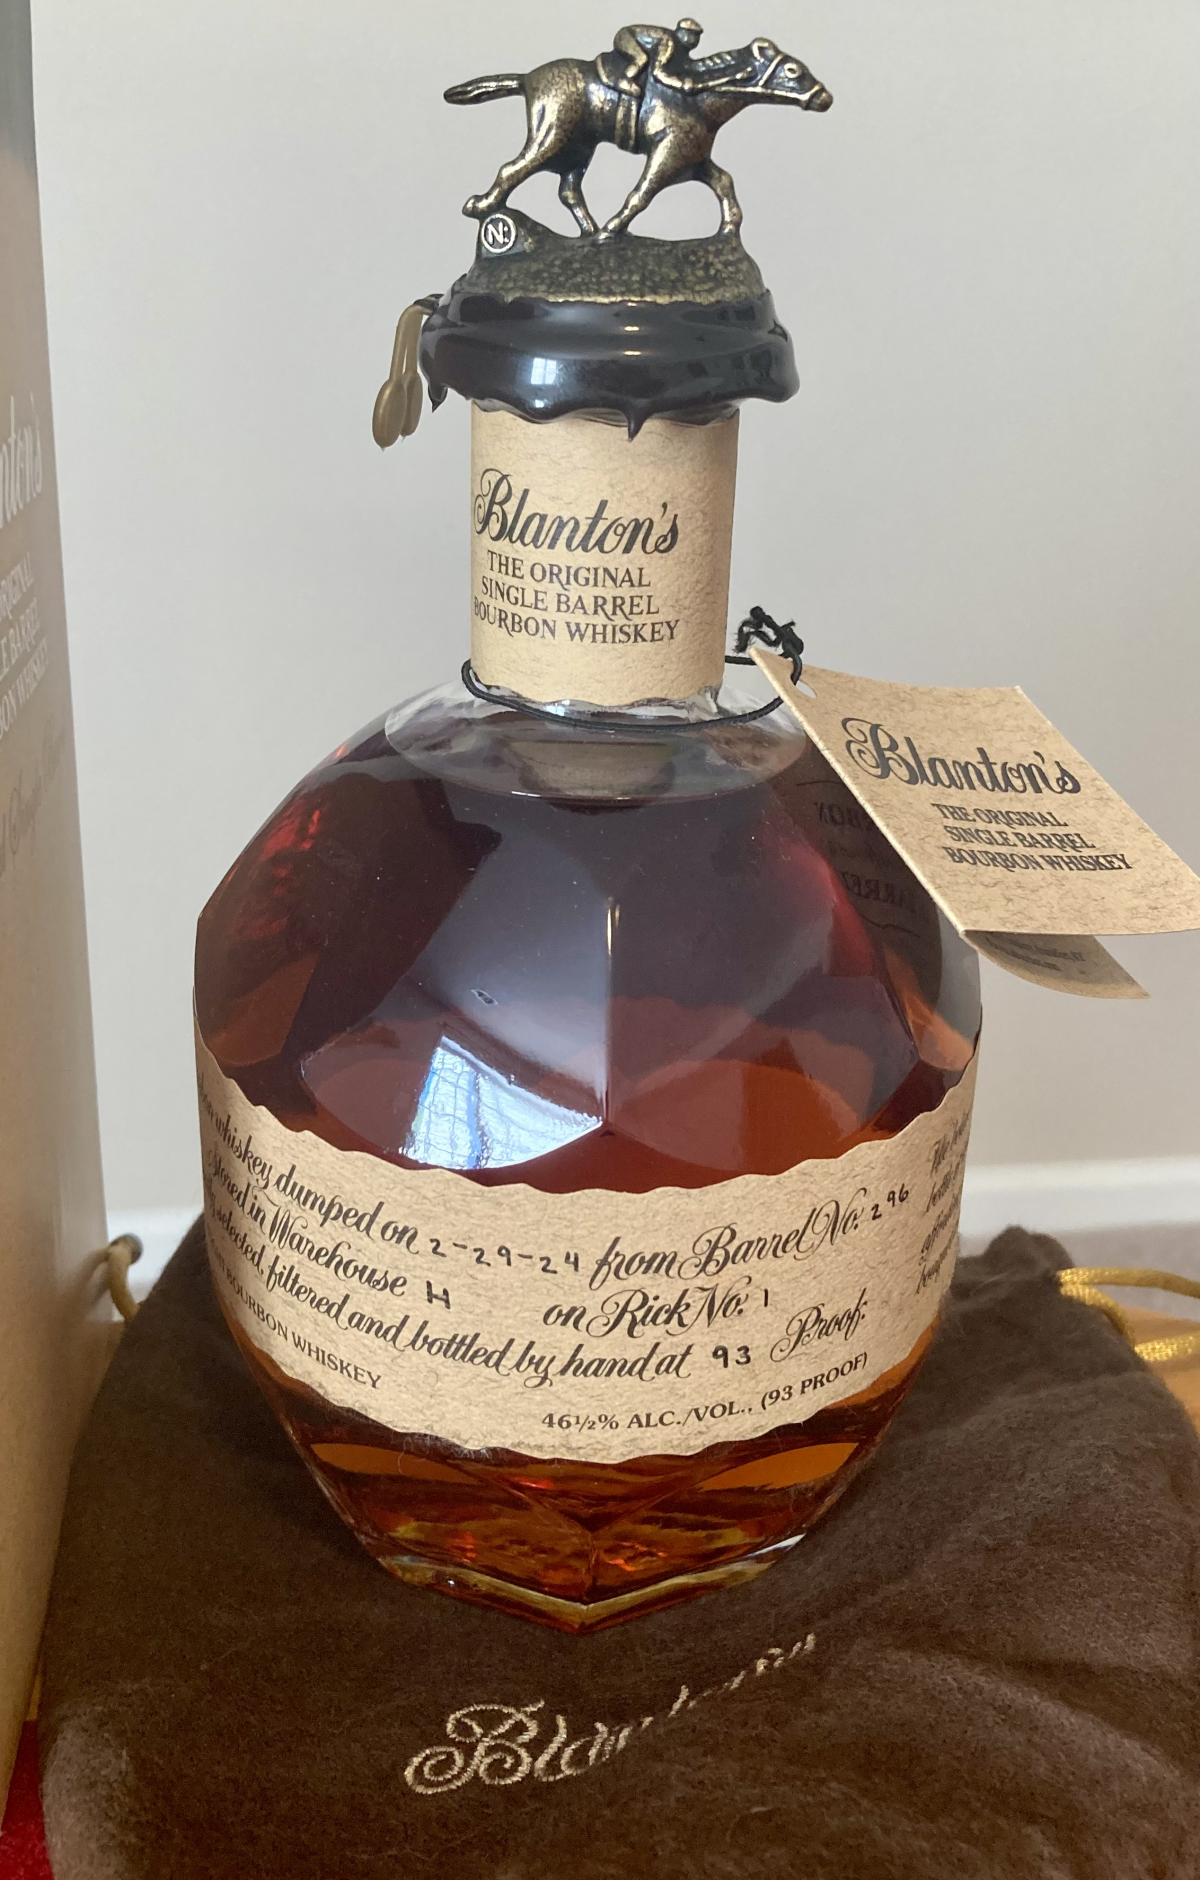 N:
Blanton's
THE ORIGINAL
SINGLE BARREL
BOURBON WHISKEY
Blanton's
THE ORIGINAL
SINGLE BARREL
BOURBON WHISKEY
whiskey dumped on 2-29-24 from Barrel No. 296
Stored in Warehouse H on Rick No. 1
selected, filtered and bottled by hand at 93 Proof.
BOURBON WHISKEY
46½% ALC./VOL., (93 PROOF)
Blanton's